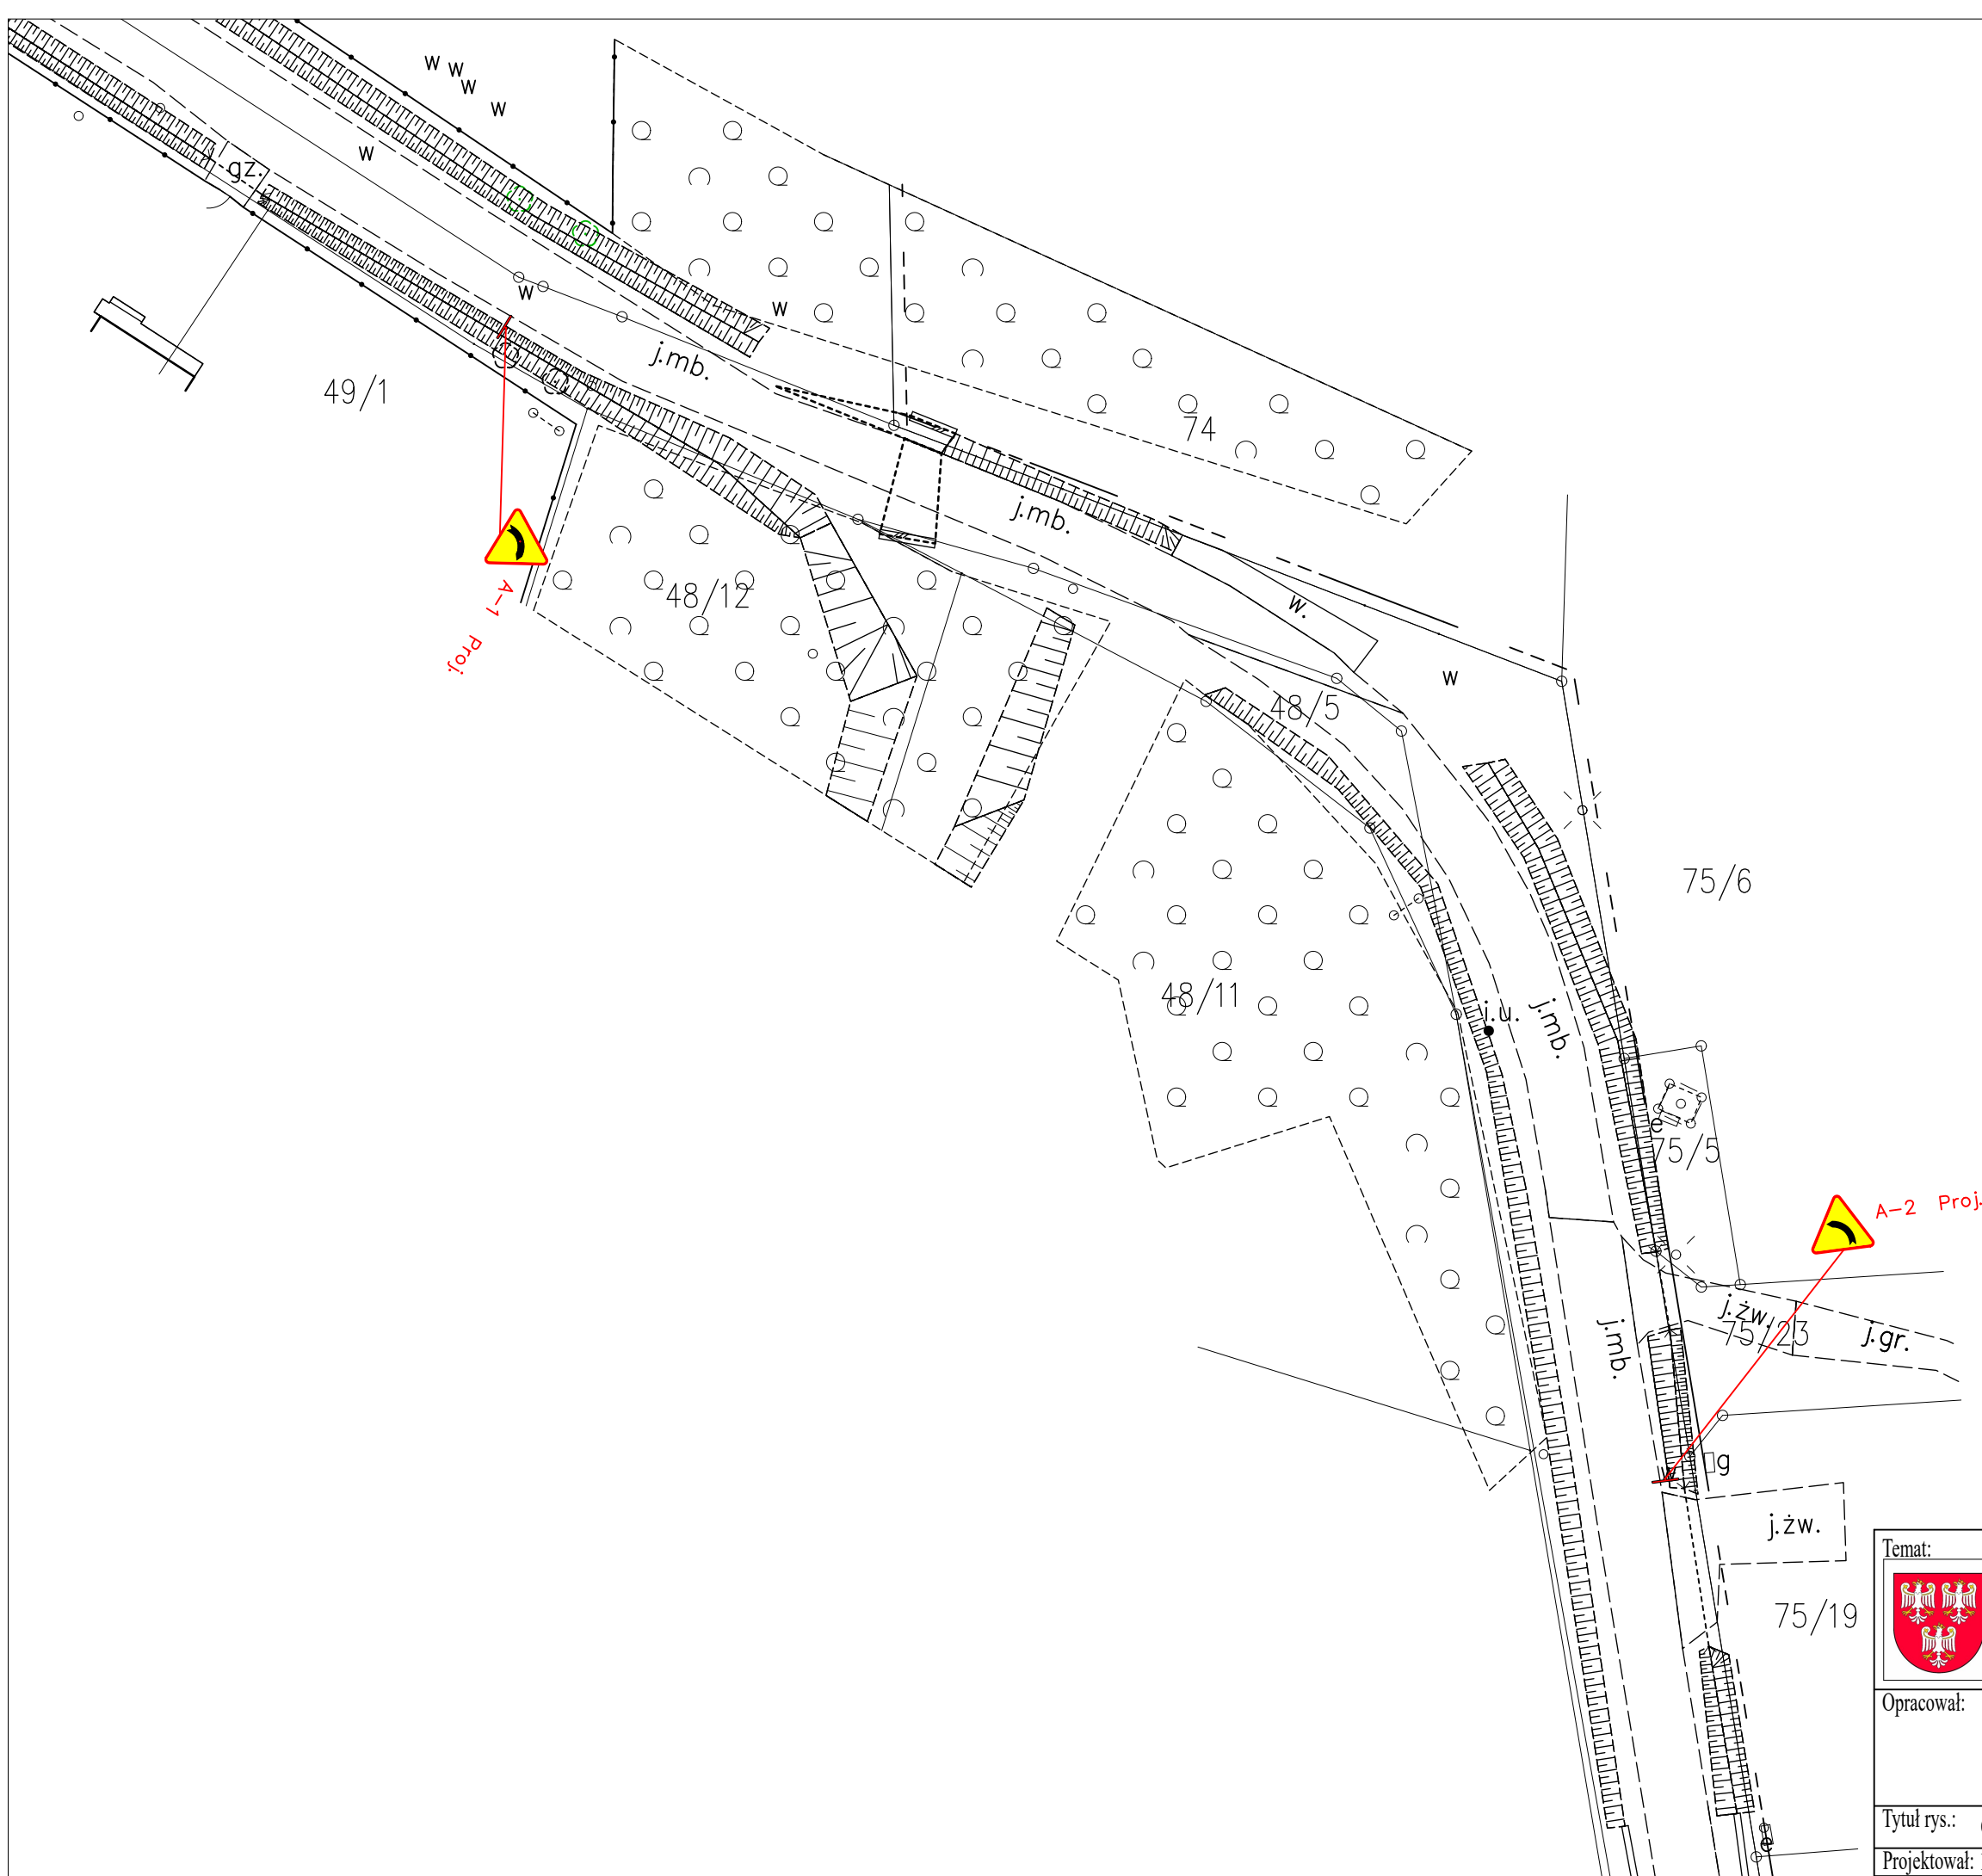 w w
w
w
w
gz.
w
w
j.mb.
49/1
74
j.mb.
A-1 Proj.
48/12
w.
w
48/5
75/6
48/11
i.u.
j.mb.
e
75/5
A-2 Proj.
j.żw.
75/23
j.gr.
j.mb.
g
j.żw.
Temat:
75/19
Opracował:
Tytuł rys.:
e
Projektował: